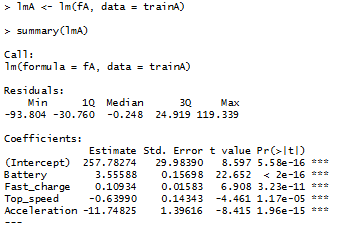 > lmA <- lm(fA, data = trainA)
> summary(lmA)
Call:
lm(formula = fA, data = trainA)
Residuals:
Min 1Q Median 3Q Max
-93.804 -30.760 -0.248 24.919 119.339
Coefficients:
Estimate Std. Error t value Pr(>|t|)
(Intercept) 257.78274 29.98390 8.597 5.58e-16 ***
Battery 3.55588 0.15698 22.652 < 2e-16 ***
Fast_charge 0.10934 0.01583 6.908 3.23e-11 ***
Top_speed -0.63990 0.14343 -4.461 1.17e-05 ***
Acceleration -11.74825 1.39616 -8.415 1.96e-15 ***
---